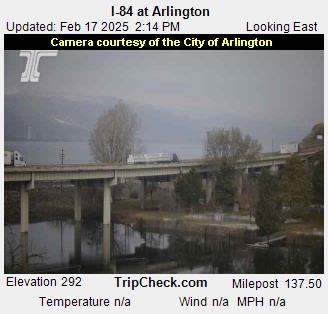 I-84 at Arlington
Updated: Feb 17 2025 2:14 PM Looking East
Camera courtesy of the City of Arlington
Elevation 292 TripCheck.com Milepost 137.50
Temperature n/a Wind n/a MPH n/a